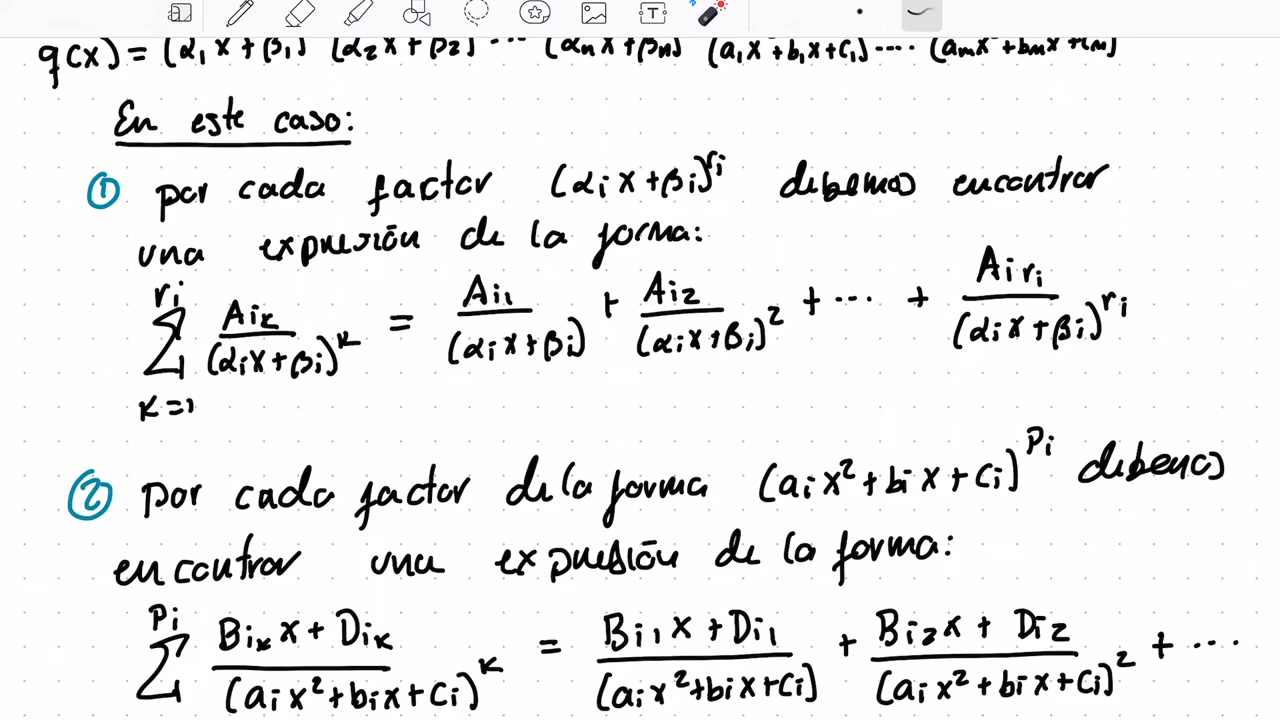 q(x) = (α₁x + β₁) (α₂x + β₂) ... (αₙx + βₙ) (a₁x² + b₁x + c₁) .... (aₘx² + bₘx + cₘ)
En este caso:
① por cada factor (αᵢx + βᵢ)^rᵢ debemos encontrar
una expresión de la forma:
∑_{k=1}^{rᵢ} Aᵢₖ/(αᵢx + βᵢ)^k = Aᵢ₁/(αᵢx + βᵢ) + Aᵢ₂/(αᵢx + βᵢ)² + ... + Aᵢrᵢ/(αᵢx + βᵢ)^rᵢ
② por cada factor de la forma (aᵢx² + bᵢx + cᵢ)^pᵢ debemos
encontrar una expresión de la forma:
∑^{pᵢ} (Bᵢₖx + Dᵢₖ)/(aᵢx² + bᵢx + cᵢ)^k = (Bᵢ₁x + Dᵢ₁)/(aᵢx² + bᵢx + cᵢ) + (Bᵢ₂x + Dᵢ₂)/(aᵢx² + bᵢx + cᵢ)² + ...